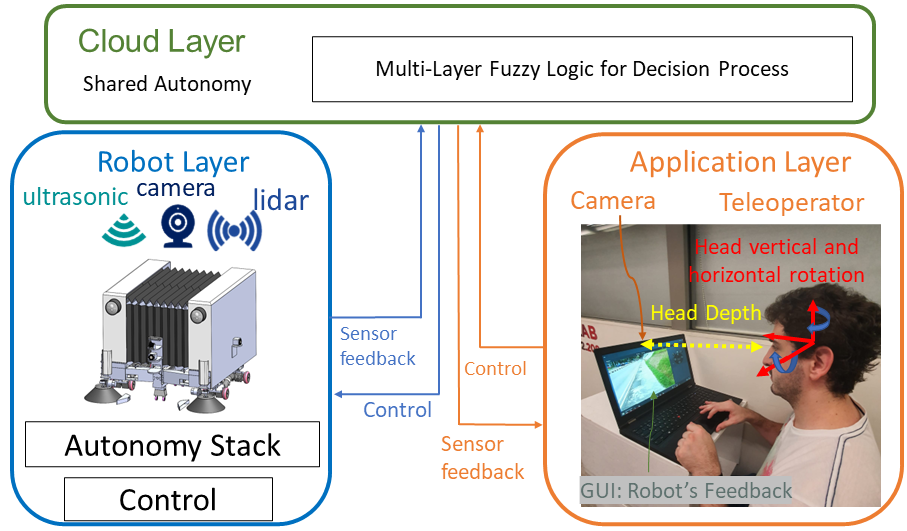 Cloud Layer
Shared Autonomy
Multi-Layer Fuzzy Logic for Decision Process
Robot Layer
ultrasonic
camera
lidar
Autonomy Stack
Control
Sensor
feedback
Control
Control
Sensor
feedback
Application Layer
Camera
Teleoperator
Head vertical and
horizontal rotation
Head Depth
GUI: Robot's Feedback